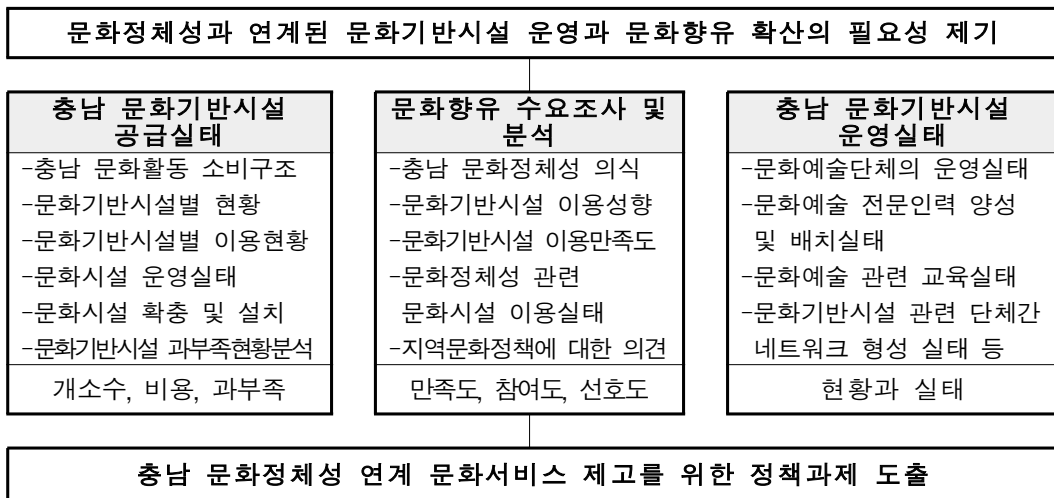 문화정체성과 연계된 문화기반시설 운영과 문화향유 확산의 필요성 제기
충남 문화기반시설
공급실태
-충남 문화활동 소비구조
-문화기반시설별 현황
-문화기반시설별 이용현황
-문화시설 운영실태
-문화시설 확충 및 설치
-문화기반시설 과부족현황분석
개소수, 비용, 과부족
문화향유 수요조사 및
분석
-충남 문화정체성 의식
-문화기반시설 이용성향
-문화기반시설 이용만족도
-문화정체성 관련
문화시설 이용실태
-지역문화정책에 대한 의견
만족도, 참여도, 선호도
충남 문화기반시설
운영실태
-문화예술단체의 운영실태
-문화예술 전문인력 양성
및 배치실태
-문화예술 관련 교육실태
-문화기반시설 관련 단체간
네트워크 형성 실태 등
현황과 실태
충남 문화정체성 연계 문화서비스 제고를 위한 정책과제 도출